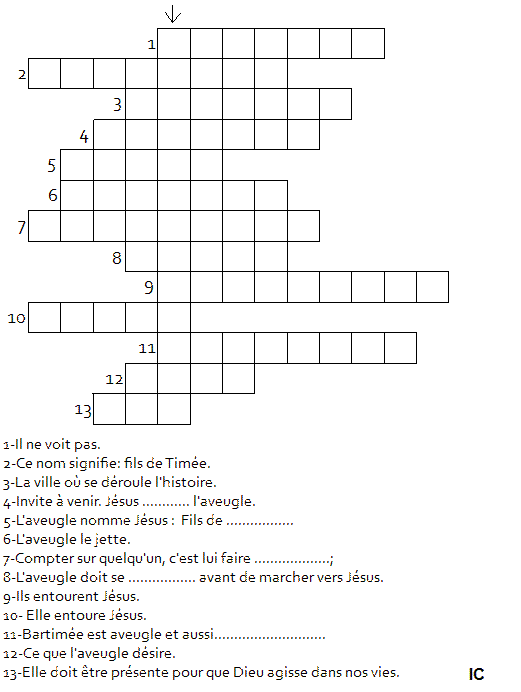 1
2
3
4
5
6
7
8
9
10
11
12
13
1-Il ne voit pas.
2-Ce nom signifie: fils de Timée.
3-La ville où se déroule l'histoire.
4-Invite à venir. Jésus ............ l'aveugle.
5-L'aveugle nomme Jésus : Fils de .................
6-L'aveugle le jette.
7-Compter sur quelqu'un, c'est lui faire ...................;
8-L'aveugle doit se ................. avant de marcher vers Jésus.
9-Ils entourent Jésus.
10- Elle entoure Jésus.
11-Bartimée est aveugle et aussi............................
12-Ce que l'aveugle désire.
13-Elle doit être présente pour que Dieu agisse dans nos vies. IC